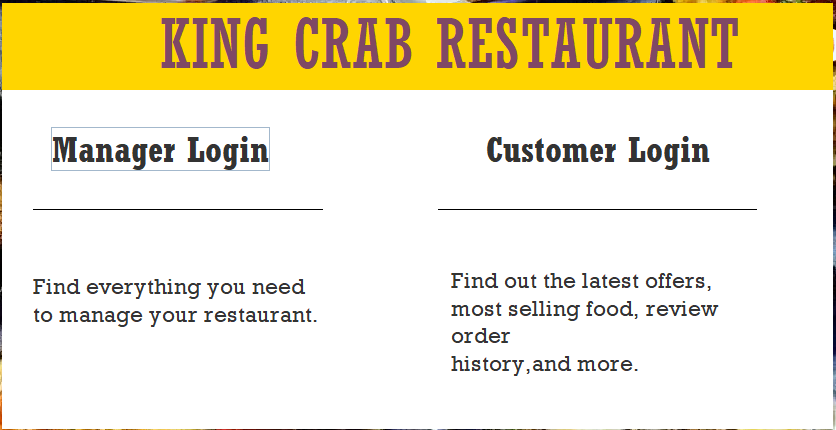 KING CRAB RESTAURANT
Manager Login
Customer Login
Find everything you need
to manage your restaurant.
Find out the latest offers,
most selling food, review
order
history,and more.